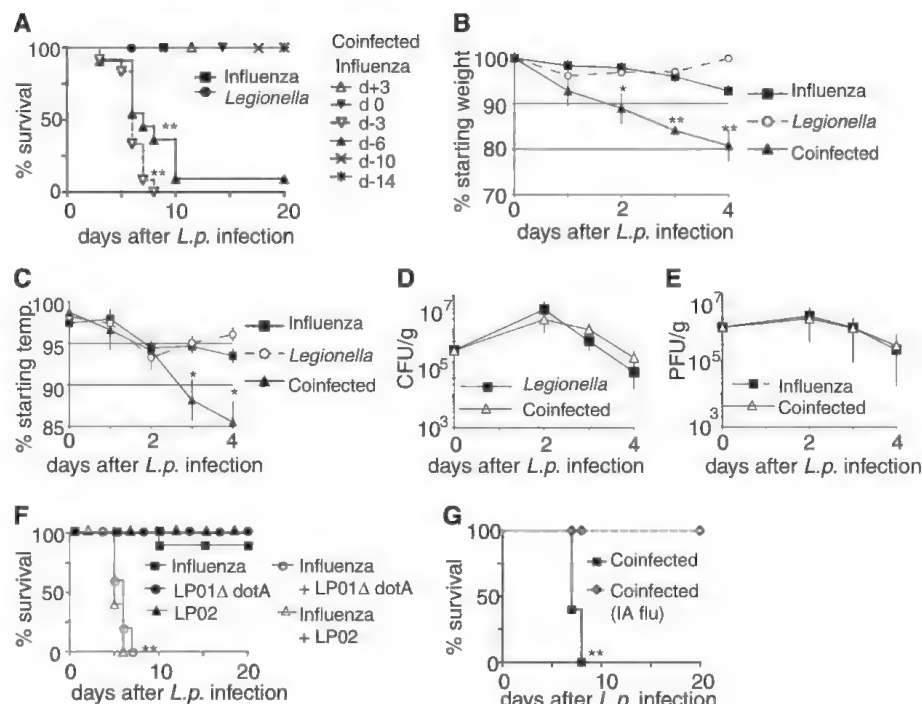 A
% survival
100
50
0
0
10
20
days after L.p. infection
Influenza
Legionella
**
**
Coinfected
Influenza
d+3
d 0
d-3
d-6
d-10
d-14
B
% starting weight
100
90
80
70
0
2
4
days after L.p. infection
*
**
**
Influenza
Legionella
Coinfected
C
% starting temp.
100
95
90
85
0
2
4
days after L.p. infection
*
*
Influenza
Legionella
Coinfected
D
CFU/g
10⁷
10⁵
10³
0
2
4
days after L.p. infection
Legionella
Coinfected
E
PFU/g
10⁷
10⁵
10³
0
2
4
days after L.p. infection
Influenza
Coinfected
F
% survival
100
50
0
0
10
20
days after L.p. infection
**
Influenza
LP01Δ dotA
LP02
Influenza
+ LP01Δ dotA
Influenza
+ LP02
G
% survival
100
50
0
0
10
20
days after L.p. infection
**
Coinfected
Coinfected
(IA flu)